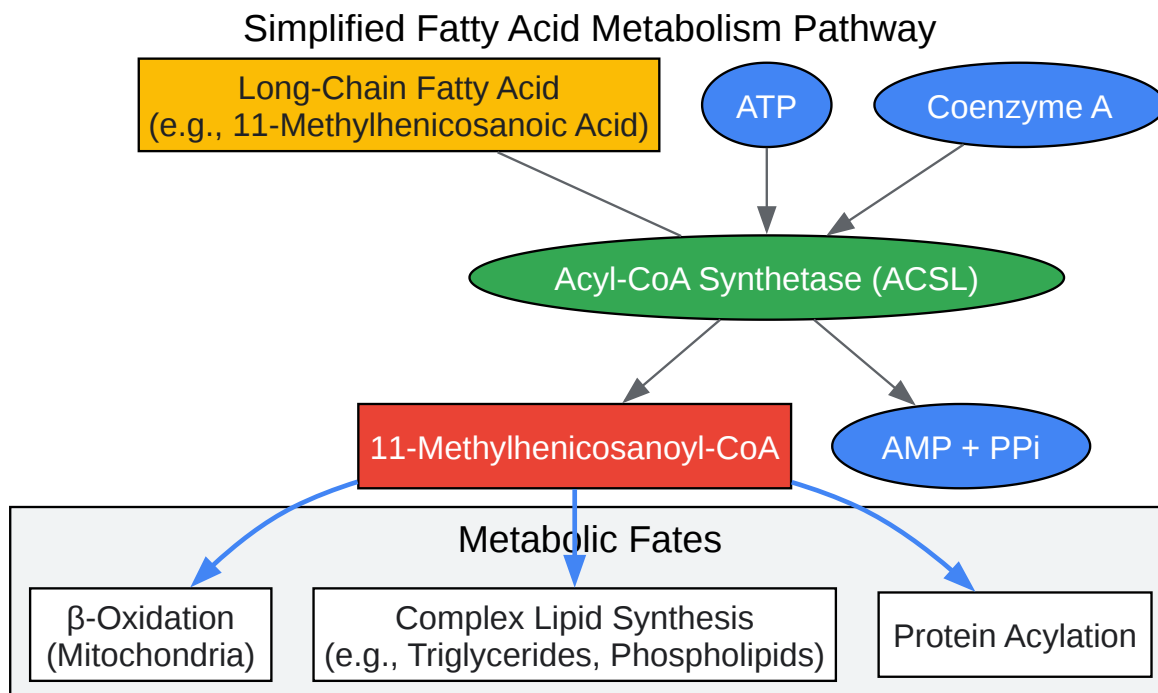 Simplified Fatty Acid Metabolism Pathway
Long-Chain Fatty Acid
(e.g., 11-Methylhenicosanoic Acid)
ATP
Coenzyme A
Acyl-CoA Synthetase (ACSL)
11-Methylhenicosanoyl-CoA
AMP + PPi
Metabolic Fates
β-Oxidation
(Mitochondria)
Complex Lipid Synthesis
(e.g., Triglycerides, Phospholipids)
Protein Acylation